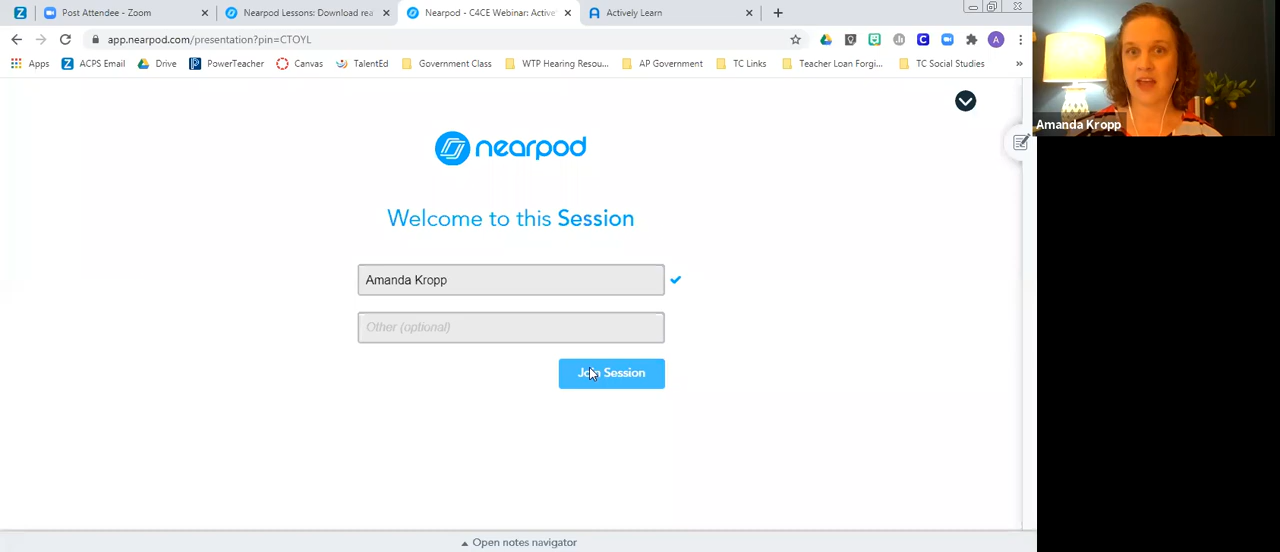 Post Attendee - Zoom
Nearpod Lessons: Download rea
Nearpod - C4CE Webinar: Active
Actively Learn
app.nearpod.com/presentation?pin=CTOYL
Apps
ACPS Email
Drive
PowerTeacher
Canvas
TalentEd
Government Class
WTP Hearing Resou...
AP Government
TC Links
Teacher Loan Forgi...
TC Social Studies
Amanda Kropp
nearpod
Welcome to this Session
Amanda Kropp
Other (optional)
Join Session
Open notes navigator